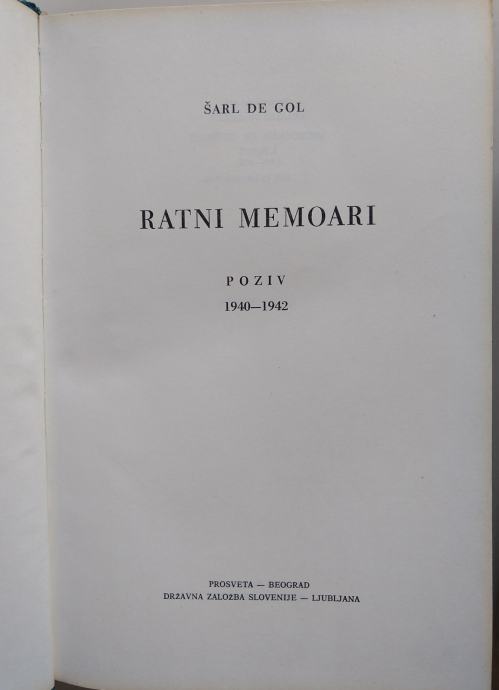 ŠARL DE GOL
RATNI MEMOARI
POZIV
1940—1942
PROSVETA — BEOGRAD
DRŽAVNA ZALOŽBA SLOVENIJE — LJUBLJANA